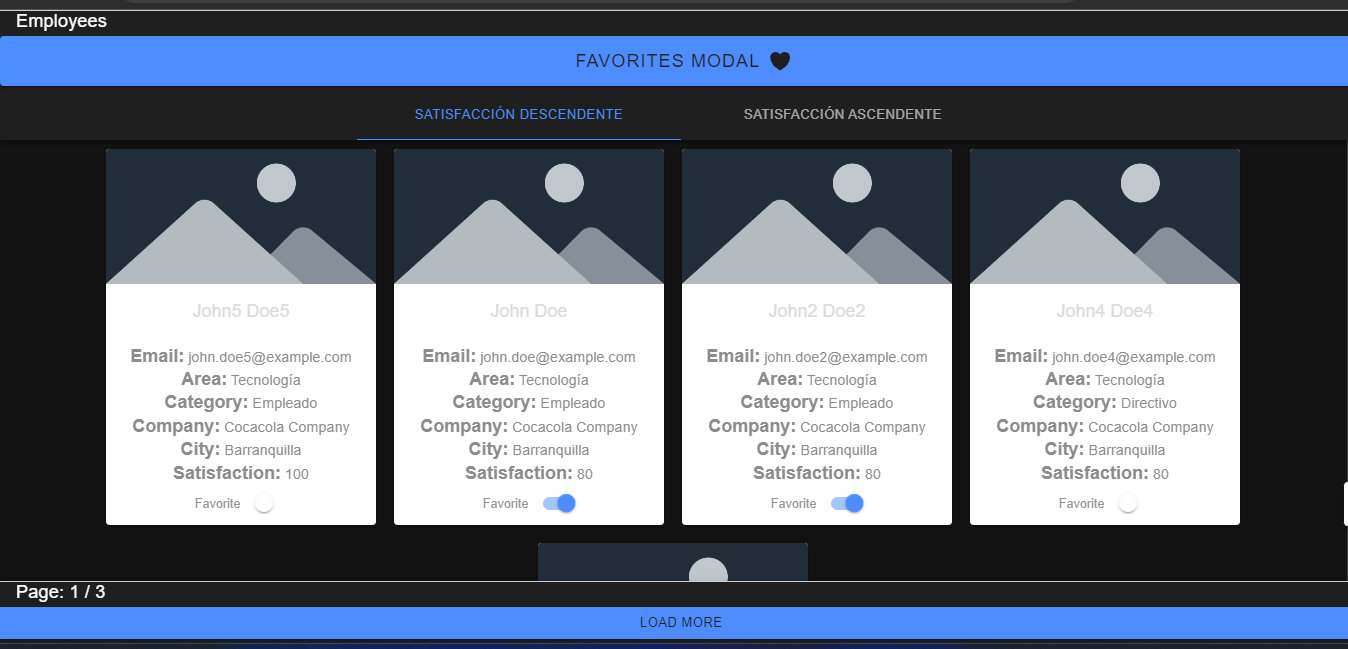 Employees
FAVORITES MODAL
SATISFACCIÓN DESCENDENTE
SATISFACCIÓN ASCENDENTE
John5 Doe5
Email: john.doe5@example.com
Area: Tecnología
Category: Empleado
Company: Cocacola Company
City: Barranquilla
Satisfaction: 100
Favorite
John Doe
Email: john.doe@example.com
Area: Tecnología
Category: Empleado
Company: Cocacola Company
City: Barranquilla
Satisfaction: 80
Favorite
John2 Doe2
Email: john.doe2@example.com
Area: Tecnología
Category: Empleado
Company: Cocacola Company
City: Barranquilla
Satisfaction: 80
Favorite
John4 Doe4
Email: john.doe4@example.com
Area: Tecnología
Category: Directivo
Company: Cocacola Company
City: Barranquilla
Satisfaction: 80
Favorite
Page: 1 / 3
LOAD MORE